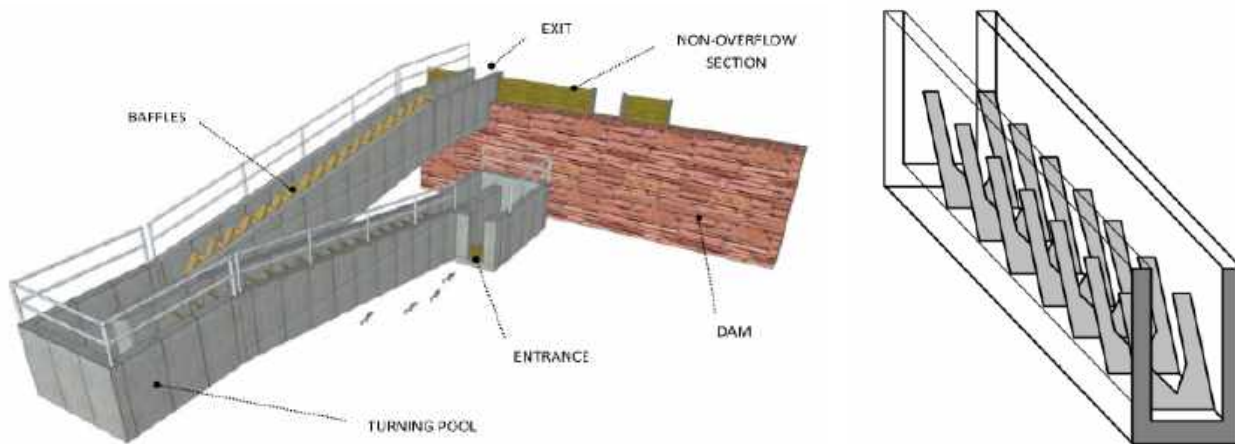 EXIT
NON-OVERFLOW
SECTION
BAFFLES
DAM
ENTRANCE
TURNING POOL